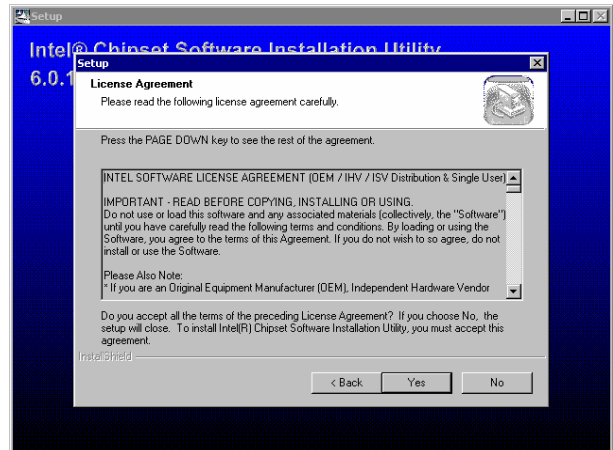 Setup
Intel® Chipset Software Installation Utility
6.0.1
Setup
License Agreement
Please read the following license agreement carefully.
Press the PAGE DOWN key to see the rest of the agreement.
INTEL SOFTWARE LICENSE AGREEMENT (OEM / IHV / ISV Distribution & Single User)
IMPORTANT - READ BEFORE COPYING, INSTALLING OR USING.
Do not use or load this software and any associated materials (collectively, the "Software")
until you have carefully read the following terms and conditions. By loading or using the
Software, you agree to the terms of this Agreement. If you do not wish to so agree, do not
install or use the Software.
Please Also Note:
* If you are an Original Equipment Manufacturer (OEM), Independent Hardware Vendor
Do you accept all the terms of the preceding License Agreement? If you choose No, the
setup will close. To install Intel(R) Chipset Software Installation Utility, you must accept this
agreement.
InstallShield
< Back
Yes
No